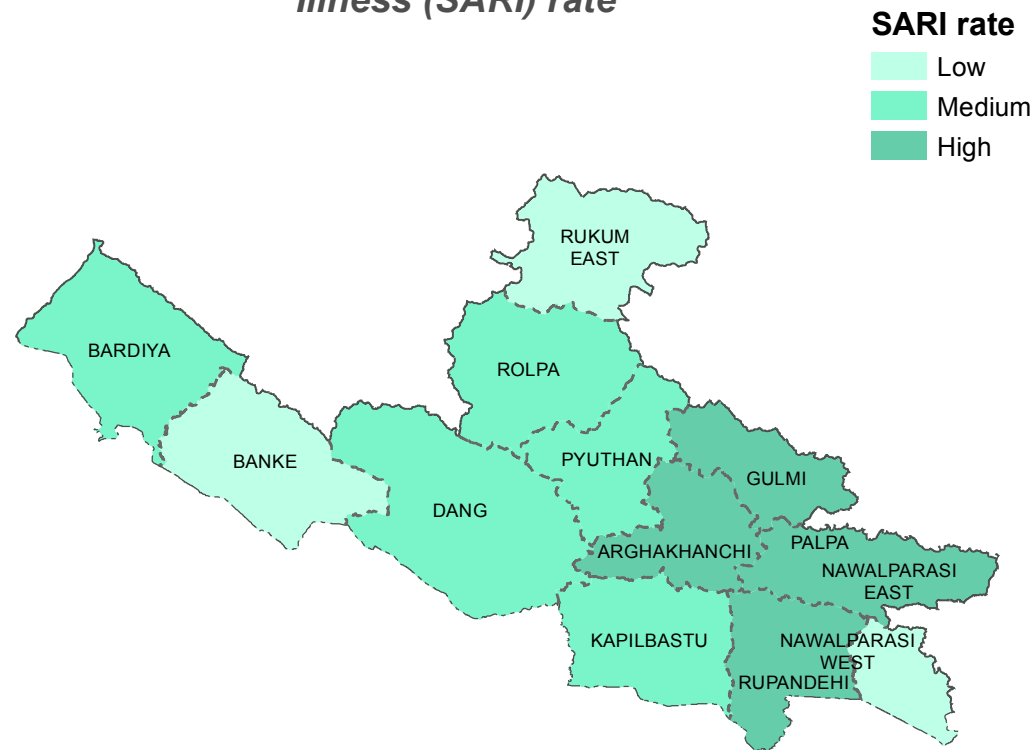 illness (SARI) rate
SARI rate
Low
Medium
High
RUKUM
EAST
BARDIYA
ROLPA
BANKE
PYUTHAN
GULMI
DANG
ARGHAKHANCHI
PALPA
NAWALPARASI
EAST
KAPILBASTU
NAWALPARASI
WEST
RUPANDEHI